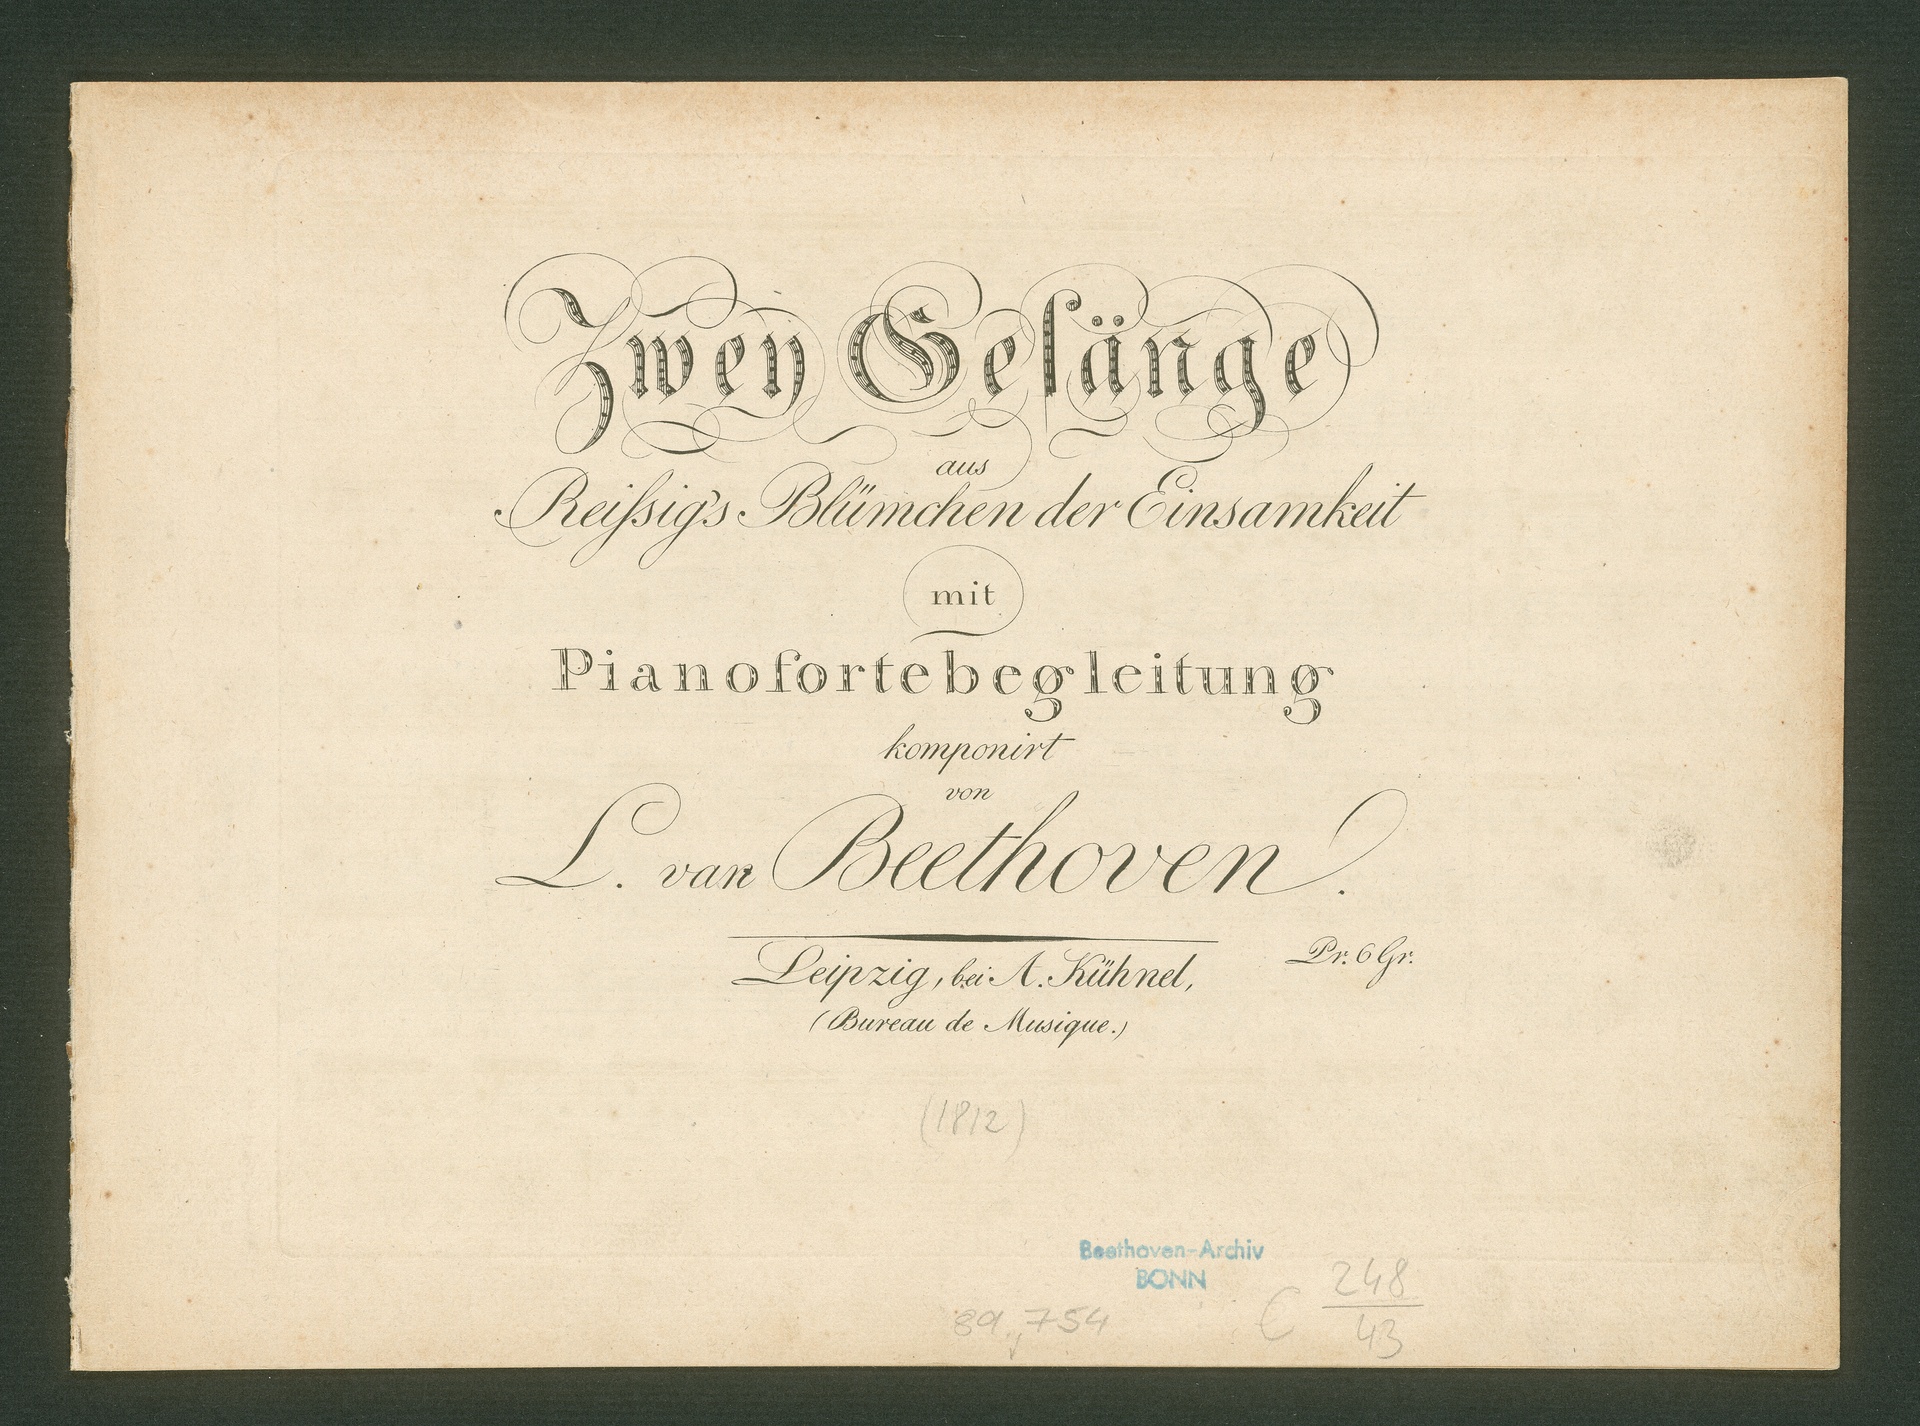 Zwey Geſänge
aus
Reiſsig's Blümchen der Einsamkeit
mit
Pianofortebegleitung
komponirt
von
L. van Beethoven.
Leipzig, bei A. Kühnel,
Pr. 6 Gr.
(Bureau de Musique.)
(1812)
Beethoven-Archiv
BONN
C 248
43
89,754